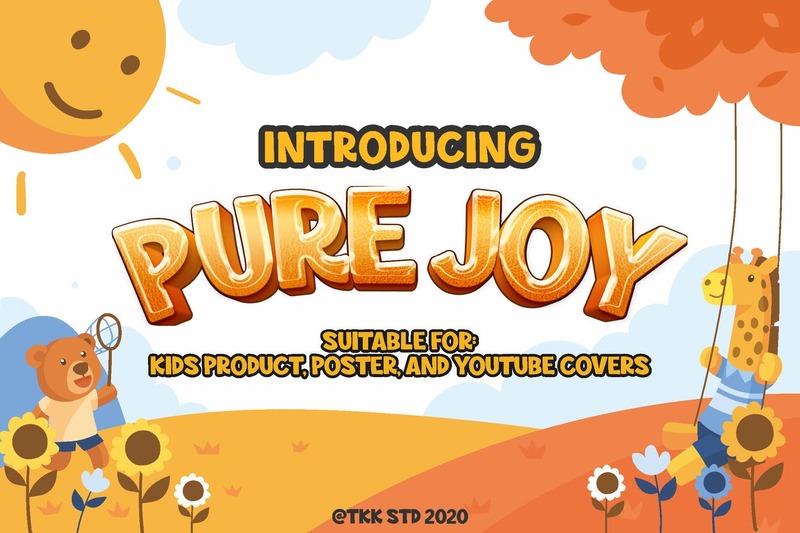 INTRODUCING
PURE JOY
SUITABLE FOR:
KIDS PRODUCT, POSTER, AND YOUTUBE COVERS
@TKK STD 2020